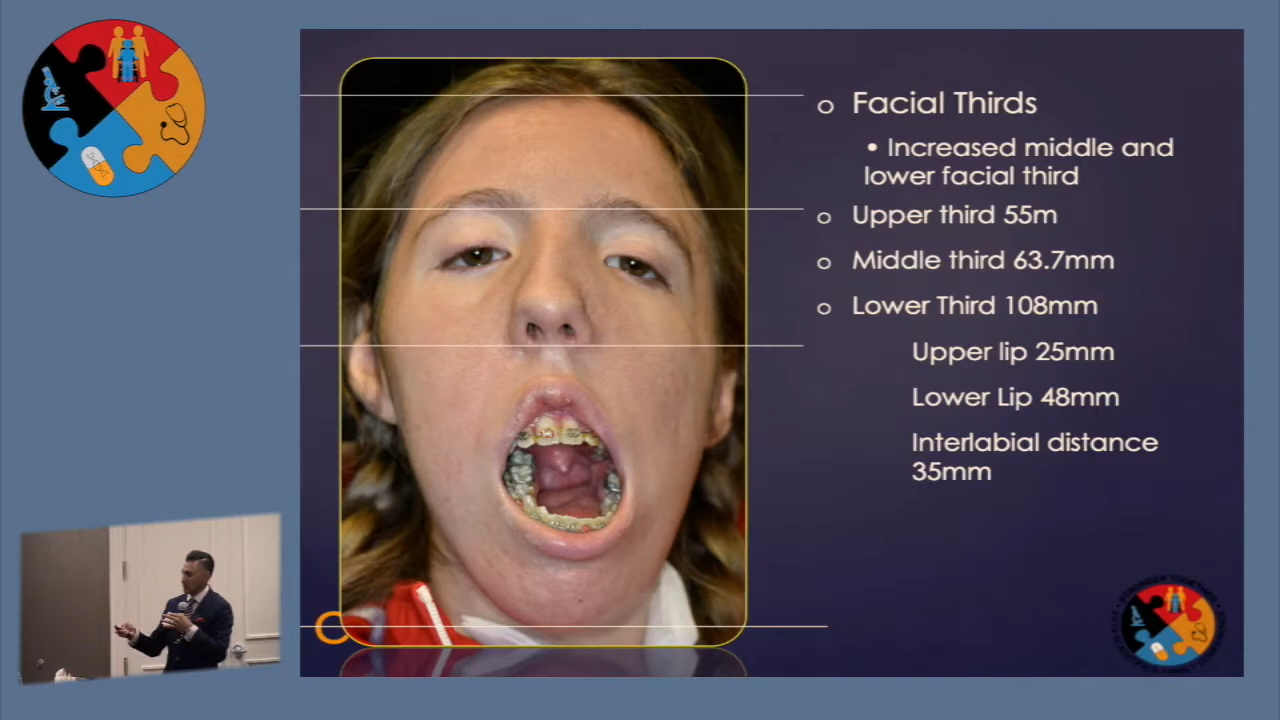 Facial Thirds
• Increased middle and
lower facial third
Upper third 55m
Middle third 63.7mm
Lower Third 108mm
Upper lip 25mm
Lower Lip 48mm
Interlabial distance
35mm